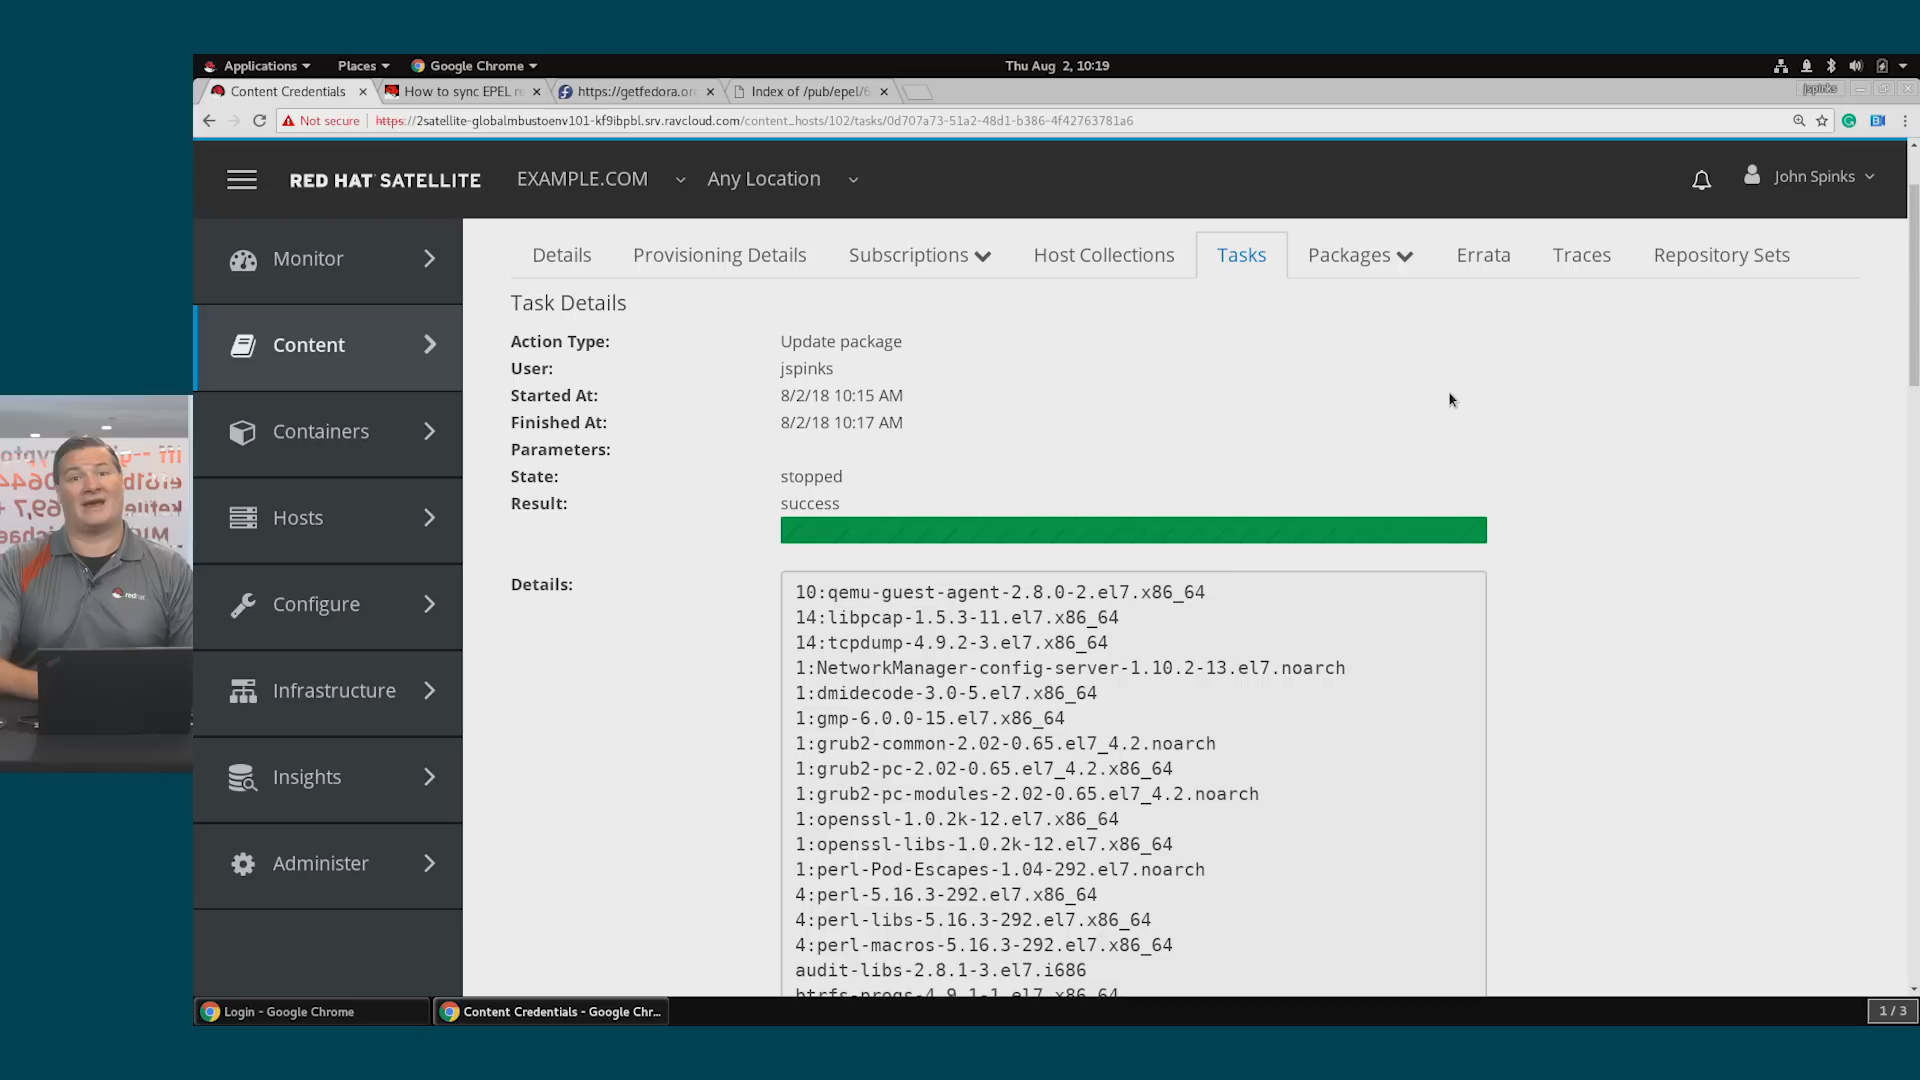 Applications Places Google Chrome Thu Aug 2, 10:19
Content Credentials How to sync EPEL re https://getfedora.or Index of /pub/epel/6 jspinks
Not secure https://2satellite-globalmbustoenv101-kf9ibpbl.srv.ravcloud.com/content_hosts/102/tasks/0d707a73-51a2-48d1-b386-4f42763781a6
RED HAT SATELLITE EXAMPLE.COM Any Location John Spinks
Monitor
Content
Containers
Hosts
Configure
Infrastructure
Insights
Administer
Details Provisioning Details Subscriptions Host Collections Tasks Packages Errata Traces Repository Sets
Task Details
Action Type: Update package
User: jspinks
Started At: 8/2/18 10:15 AM
Finished At: 8/2/18 10:17 AM
Parameters:
State: stopped
Result: success
Details:
10:qemu-guest-agent-2.8.0-2.el7.x86_64
14:libpcap-1.5.3-11.el7.x86_64
14:tcpdump-4.9.2-3.el7.x86_64
1:NetworkManager-config-server-1.10.2-13.el7.noarch
1:dmidecode-3.0-5.el7.x86_64
1:gmp-6.0.0-15.el7.x86_64
1:grub2-common-2.02-0.65.el7_4.2.noarch
1:grub2-pc-2.02-0.65.el7_4.2.x86_64
1:grub2-pc-modules-2.02-0.65.el7_4.2.noarch
1:openssl-1.0.2k-12.el7.x86_64
1:openssl-libs-1.0.2k-12.el7.x86_64
1:perl-Pod-Escapes-1.04-292.el7.noarch
4:perl-5.16.3-292.el7.x86_64
4:perl-libs-5.16.3-292.el7.x86_64
4:perl-macros-5.16.3-292.el7.x86_64
audit-libs-2.8.1-3.el7.i686
btrfs-progs-4.9.1-1.el7.x86_64
redhat
Login - Google Chrome Content Credentials - Google Chr... 1 / 3